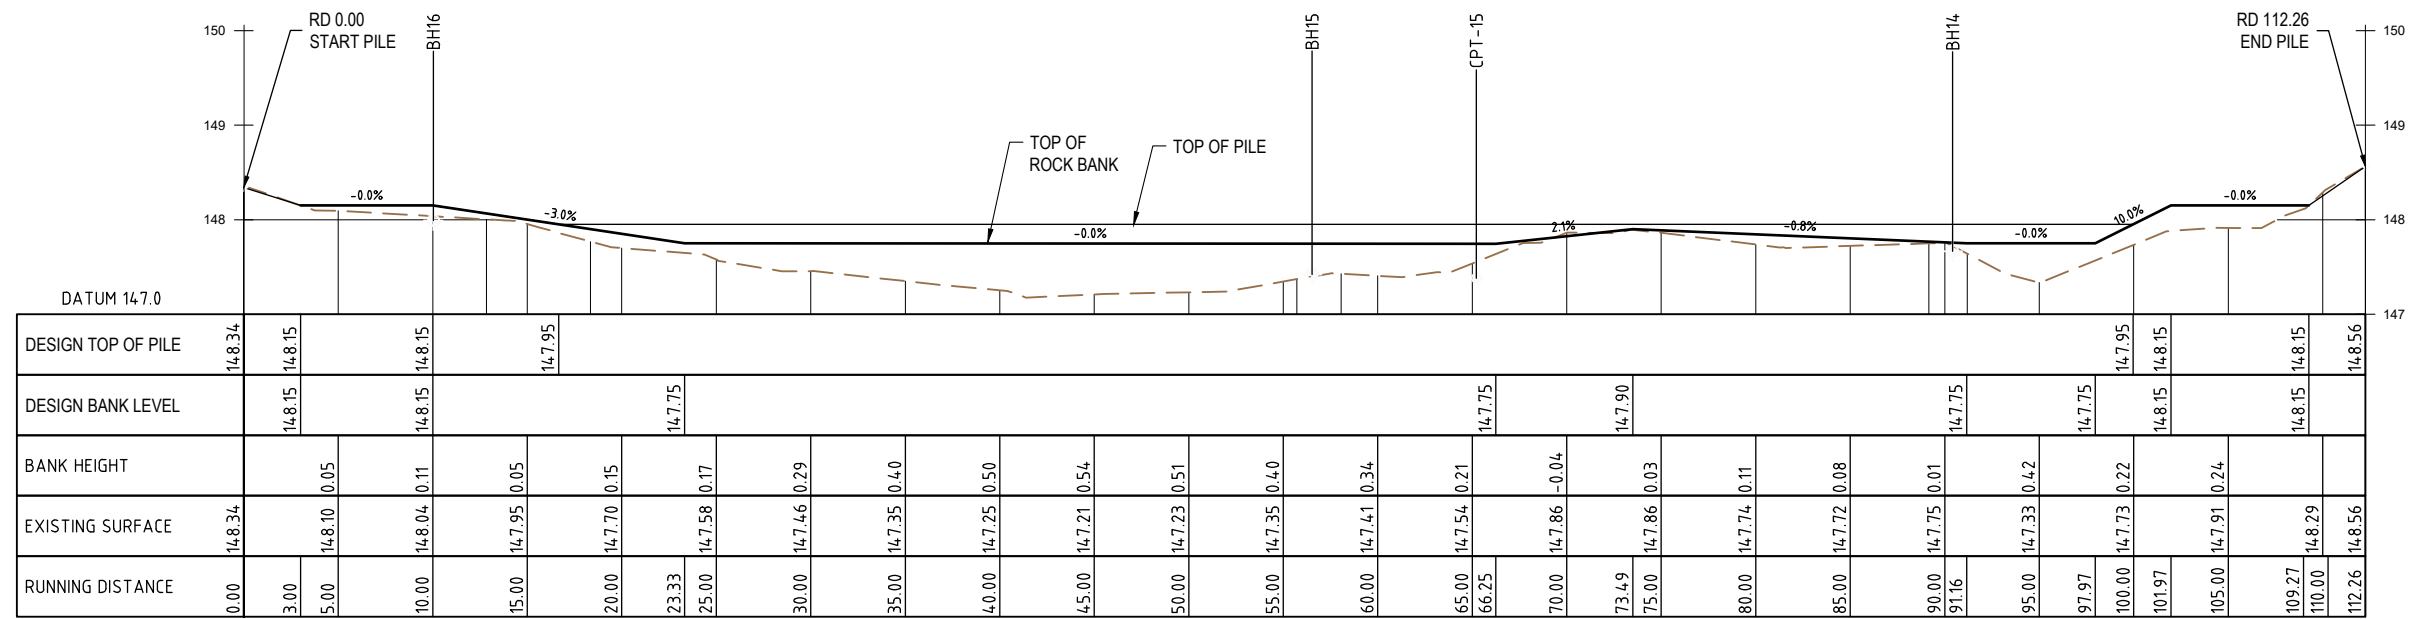 RD 0.00
START PILE
BH16
BH15
CPT-15
BH14
RD 112.26
END PILE
150
150
149
149
TOP OF
ROCK BANK
TOP OF PILE
148
148
-0.0%
-3.0%
-0.0%
2.1%
-0.8%
-0.0%
10.0%
-0.0%
DATUM 147.0
147
DESIGN TOP OF PILE 148.34 148.15 148.15 147.95 147.95 148.15 148.15 148.56
DESIGN BANK LEVEL 148.15 148.15 147.75 147.75 147.90 147.75 147.75 148.15 148.15
BANK HEIGHT 0.05 0.11 0.05 0.15 0.17 0.29 0.40 0.50 0.54 0.51 0.40 0.34 0.21 -0.04 0.03 0.11 0.08 0.01 0.42 0.22 0.24
EXISTING SURFACE 148.34 148.10 148.04 147.95 147.70 147.58 147.46 147.35 147.25 147.21 147.23 147.35 147.41 147.54 147.86 147.86 147.74 147.72 147.75 147.33 147.73 147.91 148.29 148.56
RUNNING DISTANCE 0.00 3.00 5.00 10.00 15.00 20.00 23.33 25.00 30.00 35.00 40.00 45.00 50.00 55.00 60.00 65.00 66.25 70.00 73.49 75.00 80.00 85.00 90.00 91.16 95.00 97.97 100.00 101.97 105.00 109.27 110.00 112.26